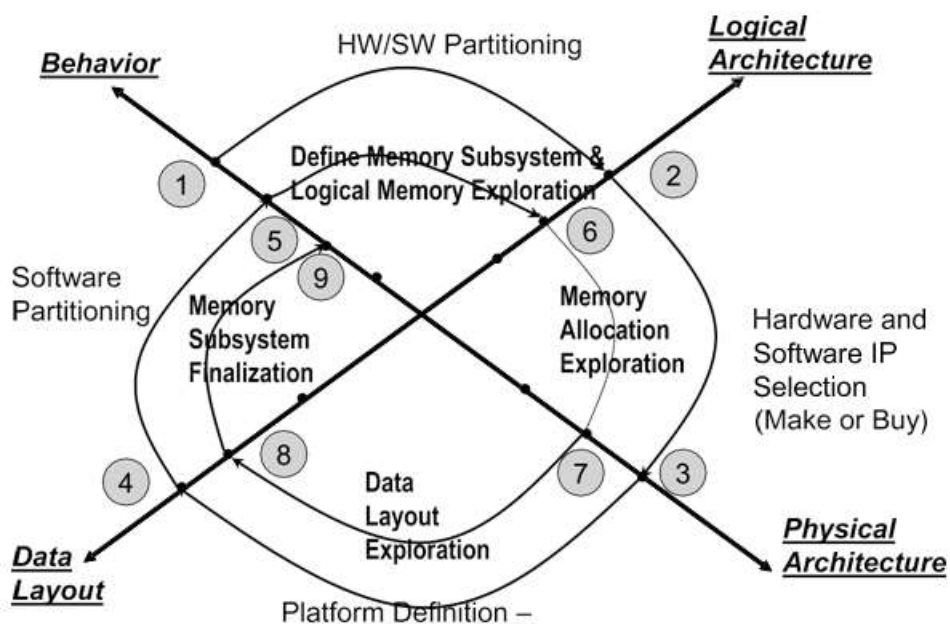 HW/SW Partitioning
Logical
Architecture
Behavior
Define Memory Subsystem &
Logical Memory Exploration
1
2
5
6
9
Software
Partitioning
Memory
Subsystem
Finalization
Memory
Allocation
Exploration
Hardware and
Software IP
Selection
(Make or Buy)
4
8
7
3
Data
Layout
Exploration
Data
Layout
Physical
Architecture
Platform Definition –